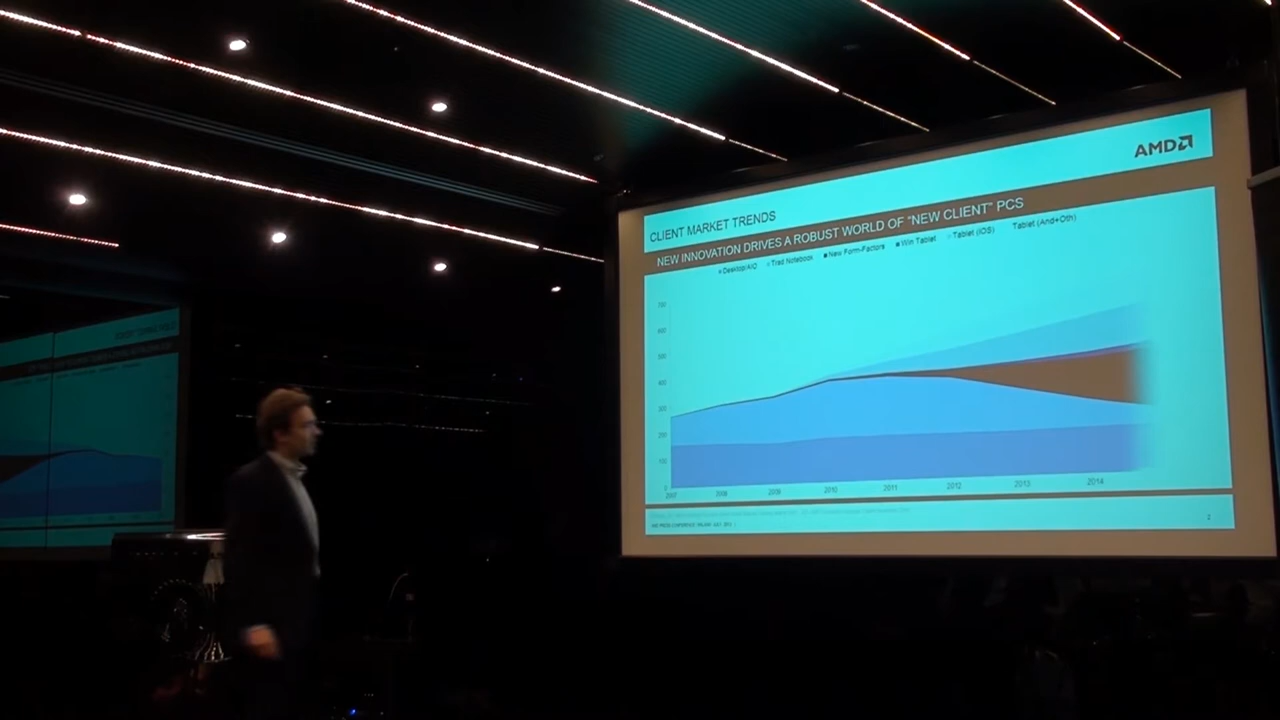 AMD
CLIENT MARKET TRENDS
NEW INNOVATION DRIVES A ROBUST WORLD OF "NEW CLIENT" PCS
Desktop/AIO Trad Notebook New Form-Factors Win Tablet Tablet (iOS) Tablet (And+Oth)
700
600
500
400
300
200
100
0
2007 2008 2009 2010 2011 2012 2013 2014